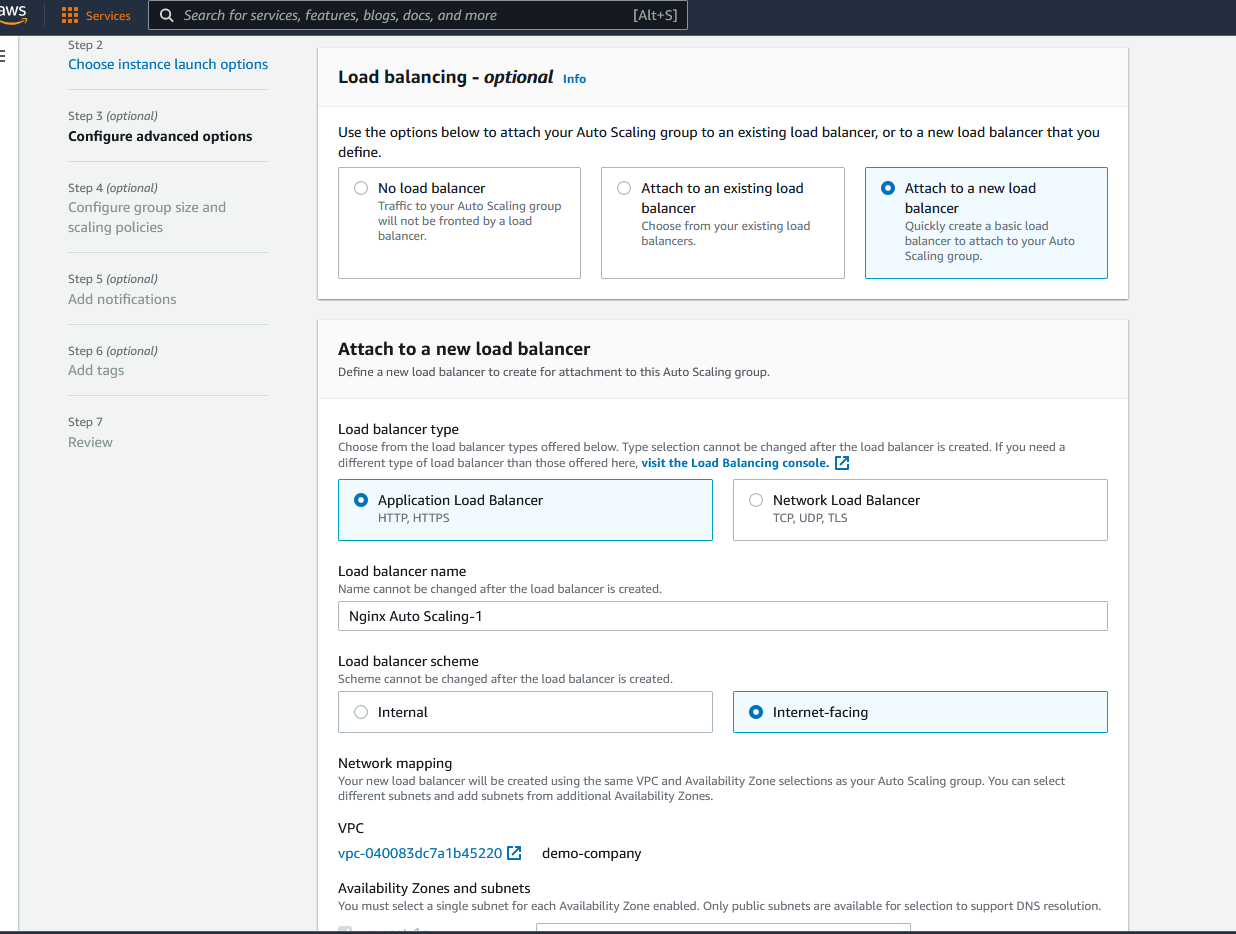 aws
Services
Search for services, features, blogs, docs, and more
[Alt+S]
Step 2
Choose instance launch options
Step 3 (optional)
Configure advanced options
Step 4 (optional)
Configure group size and
scaling policies
Step 5 (optional)
Add notifications
Step 6 (optional)
Add tags
Step 7
Review
Load balancing - optional Info
Use the options below to attach your Auto Scaling group to an existing load balancer, or to a new load balancer that you
define.
No load balancer
Traffic to your Auto Scaling group
will not be fronted by a load
balancer.
Attach to an existing load
balancer
Choose from your existing load
balancers.
Attach to a new load
balancer
Quickly create a basic load
balancer to attach to your Auto
Scaling group.
Attach to a new load balancer
Define a new load balancer to create for attachment to this Auto Scaling group.
Load balancer type
Choose from the load balancer types offered below. Type selection cannot be changed after the load balancer is created. If you need a
different type of load balancer than those offered here, visit the Load Balancing console.
Application Load Balancer
HTTP, HTTPS
Network Load Balancer
TCP, UDP, TLS
Load balancer name
Name cannot be changed after the load balancer is created.
Nginx Auto Scaling-1
Load balancer scheme
Scheme cannot be changed after the load balancer is created.
Internal
Internet-facing
Network mapping
Your new load balancer will be created using the same VPC and Availability Zone selections as your Auto Scaling group. You can select
different subnets and add subnets from additional Availability Zones.
VPC
vpc-040083dc7a1b45220 demo-company
Availability Zones and subnets
You must select a single subnet for each Availability Zone enabled. Only public subnets are available for selection to support DNS resolution.